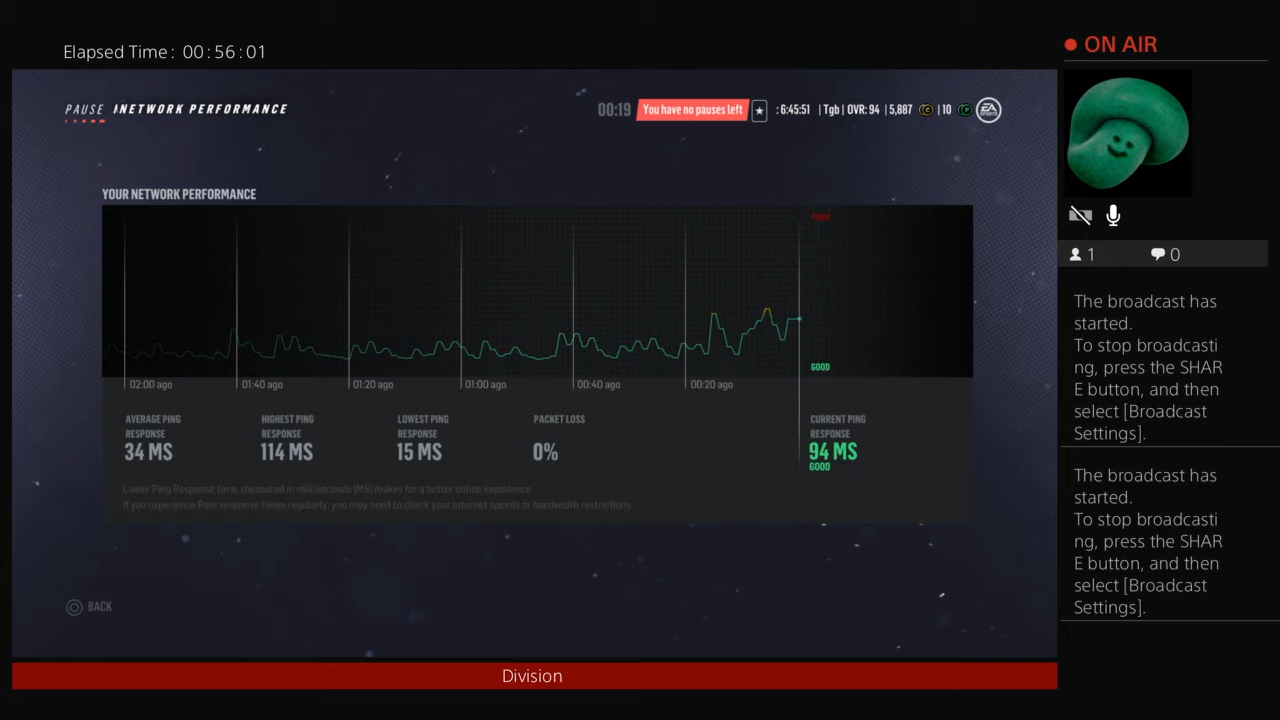 Elapsed Time: 00:56:01
ON AIR
PAUSE NETWORK PERFORMANCE
00:19 You have no pauses left : 6:45:51 | Tgb | OVR: 94 | 5,887 | 10
EA SPORTS
YOUR NETWORK PERFORMANCE
GOOD
02:00 ago 01:40 ago 01:20 ago 01:00 ago 00:40 ago 00:20 ago
AVERAGE PING RESPONSE
34 MS
HIGHEST PING RESPONSE
114 MS
LOWEST PING RESPONSE
15 MS
PACKET LOSS
0%
CURRENT PING RESPONSE
94 MS
GOOD
Lower Ping Response time, measured in milliseconds (MS) makes for a better online experience
If you experience Poor response times regularly, you may need to check your internet speeds or bandwidth restrictions
BACK
Division
1 0
The broadcast has
started.
To stop broadcasti
ng, press the SHAR
E button, and then
select [Broadcast
Settings].
The broadcast has
started.
To stop broadcasti
ng, press the SHAR
E button, and then
select [Broadcast
Settings].